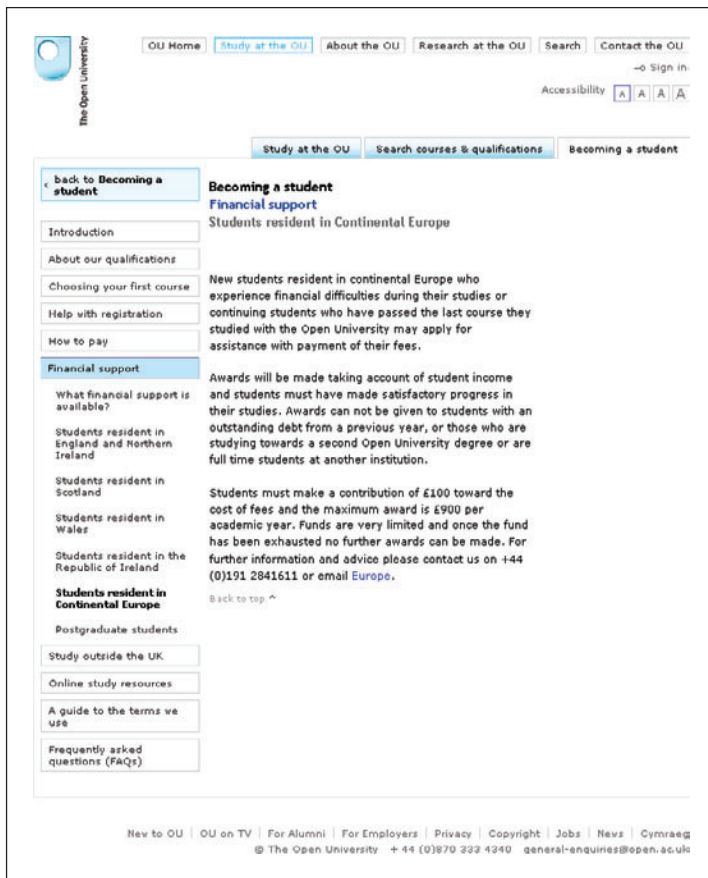 The Open University
OU Home Study at the OU About the OU Research at the OU Search Contact the OU
Sign in
Accessibility A A A A
Study at the OU Search courses & qualifications Becoming a student
‹ back to Becoming a
student
Introduction
About our qualifications
Choosing your first course
Help with registration
How to pay
Financial support
What financial support is
available?
Students resident in
England and Northern
Ireland
Students resident in
Scotland
Students resident in
Wales
Students resident in the
Republic of Ireland
Students resident in
Continental Europe
Postgraduate students
Study outside the UK
Online study resources
A guide to the terms we
use
Frequently asked
questions (FAQs)
Becoming a student
Financial support
Students resident in Continental Europe
New students resident in continental Europe who
experience financial difficulties during their studies or
continuing students who have passed the last course they
studied with the Open University may apply for
assistance with payment of their fees.
Awards will be made taking account of student income
and students must have made satisfactory progress in
their studies. Awards can not be given to students with an
outstanding debt from a previous year, or those who are
studying towards a second Open University degree or are
full time students at another institution.
Students must make a contribution of £100 toward the
cost of fees and the maximum award is £900 per
academic year. Funds are very limited and once the fund
has been exhausted no further awards can be made. For
further information and advice please contact us on +44
(0)191 2841611 or email Europe.
Back to top ^
New to OU | OU on TV | For Alumni | For Employers | Privacy | Copyright | Jobs | News | Cymraeg
© The Open University + 44 (0)870 333 4340 general-enquiries@open.ac.uk